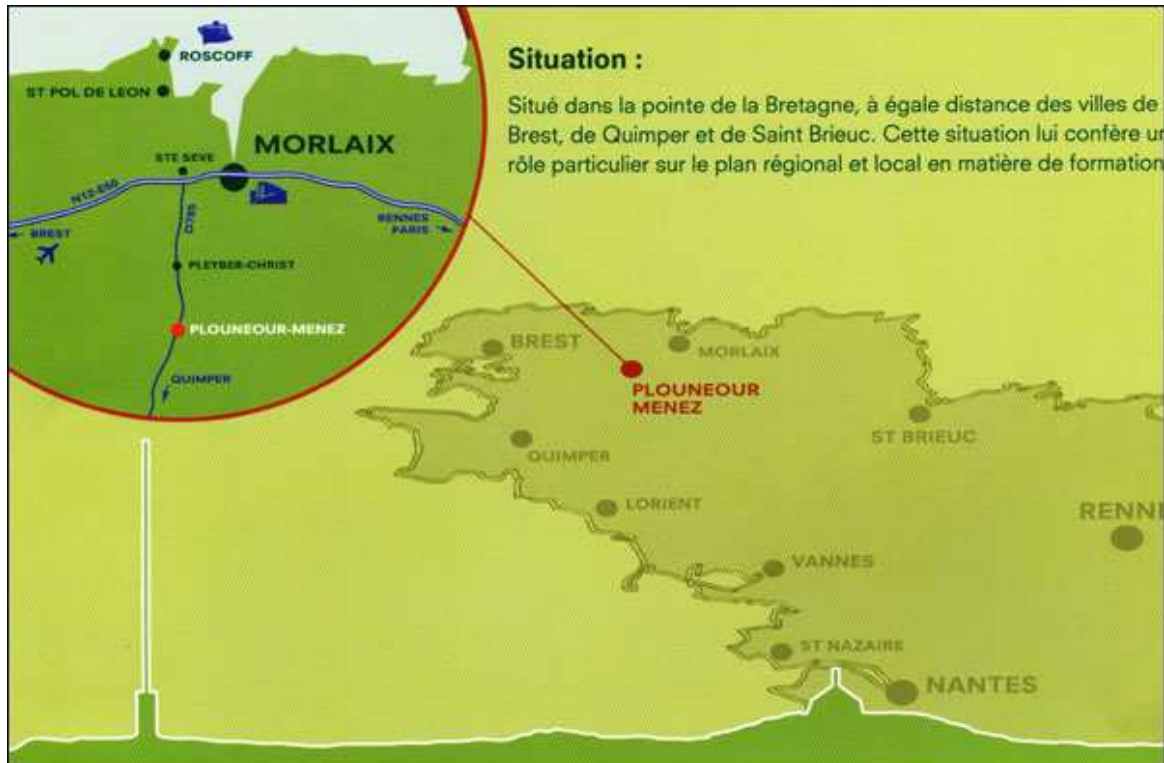 ROSCOFF
ST POL DE LEON
MORLAIX
STE SEVE
N12-E50
D785
BREST
RENNES
PARIS
PLEYBER-CHRIST
PLOUNEOUR-MENEZ
QUIMPER
Situation :
Situé dans la pointe de la Bretagne, à égale distance des villes de
Brest, de Quimper et de Saint Brieuc. Cette situation lui confère un
rôle particulier sur le plan régional et local en matière de formation
BREST
MORLAIX
PLOUNEOUR
MENEZ
ST BRIEUC
QUIMPER
LORIENT
RENNE
VANNES
ST NAZAIRE
NANTES